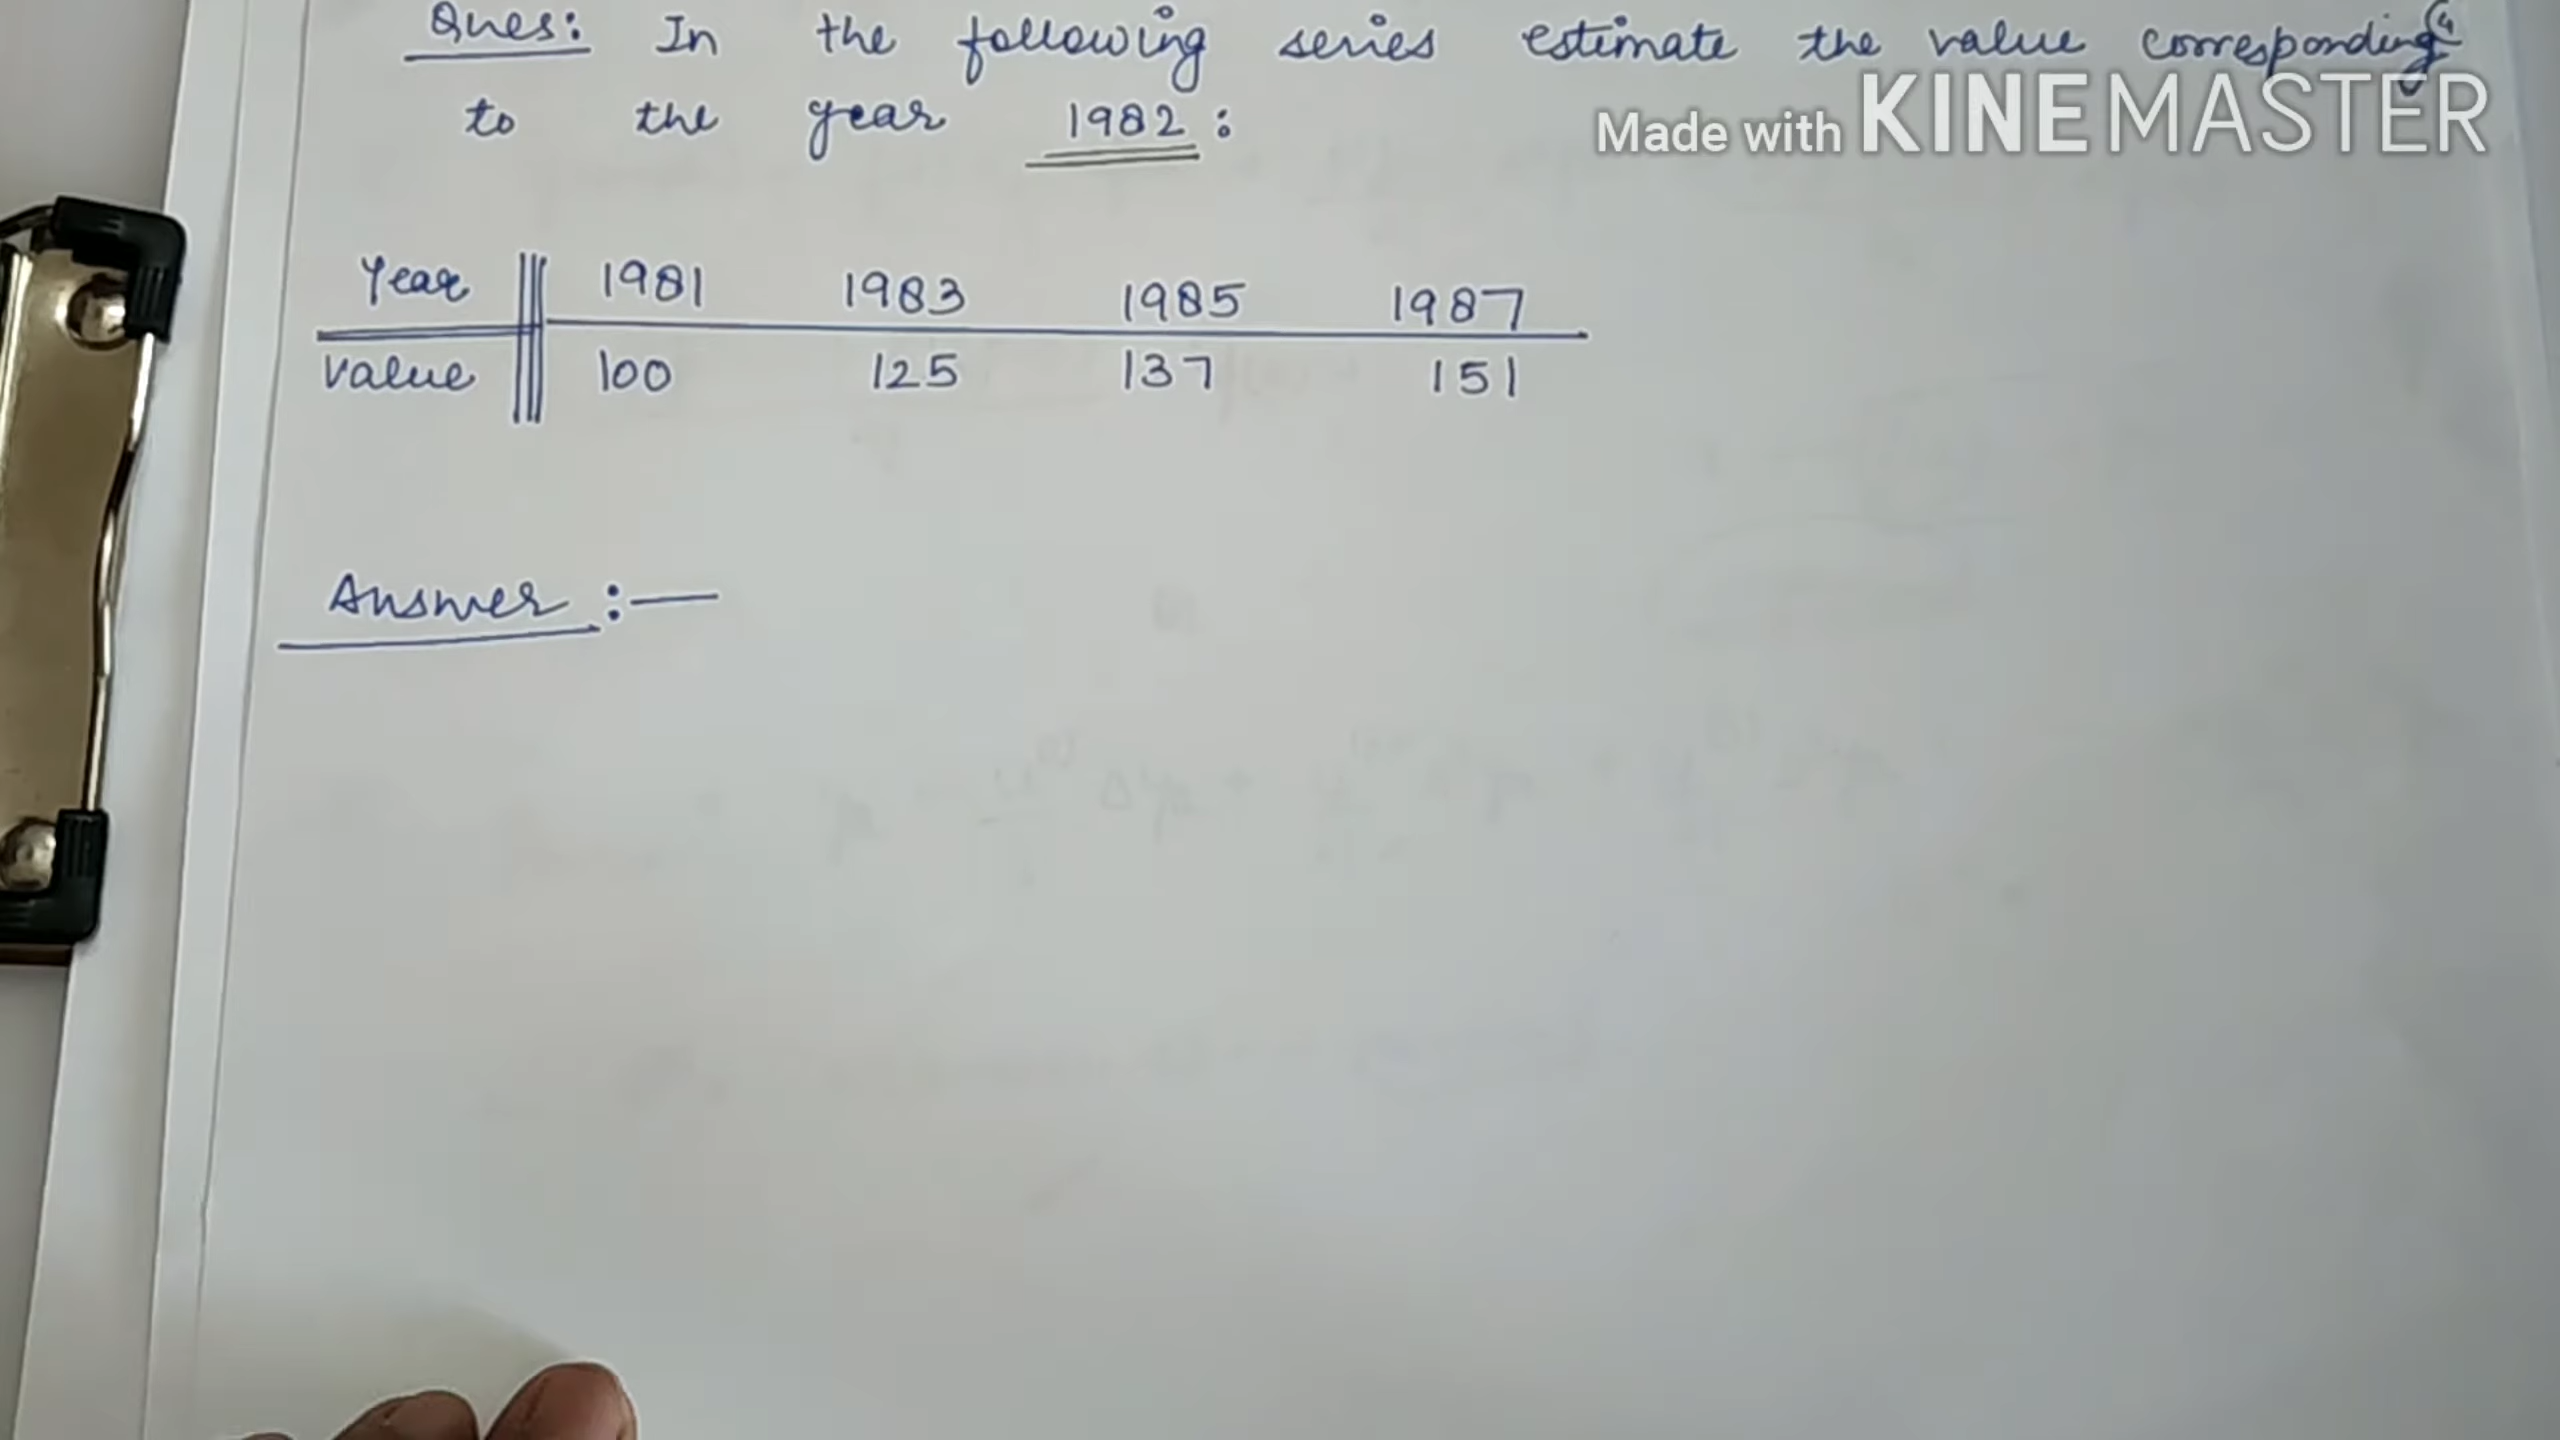 Ques: In the following series estimate the value corresponding
to the year 1982:
Made with KINEMASTER
Year 1981 1983 1985 1987
Value 100 125 137 151
Answer :—